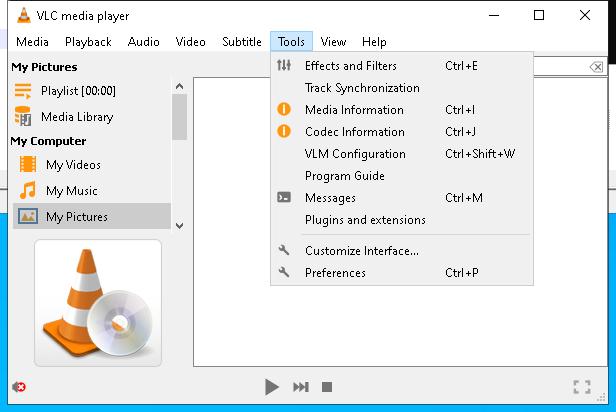 VLC media player
Media Playback Audio Video Subtitle Tools View Help
My Pictures
Playlist [00:00]
Media Library
My Computer
My Videos
My Music
My Pictures
Effects and Filters Ctrl+E
Track Synchronization
Media Information Ctrl+I
Codec Information Ctrl+J
VLM Configuration Ctrl+Shift+W
Program Guide
Messages Ctrl+M
Plugins and extensions
Customize Interface...
Preferences Ctrl+P